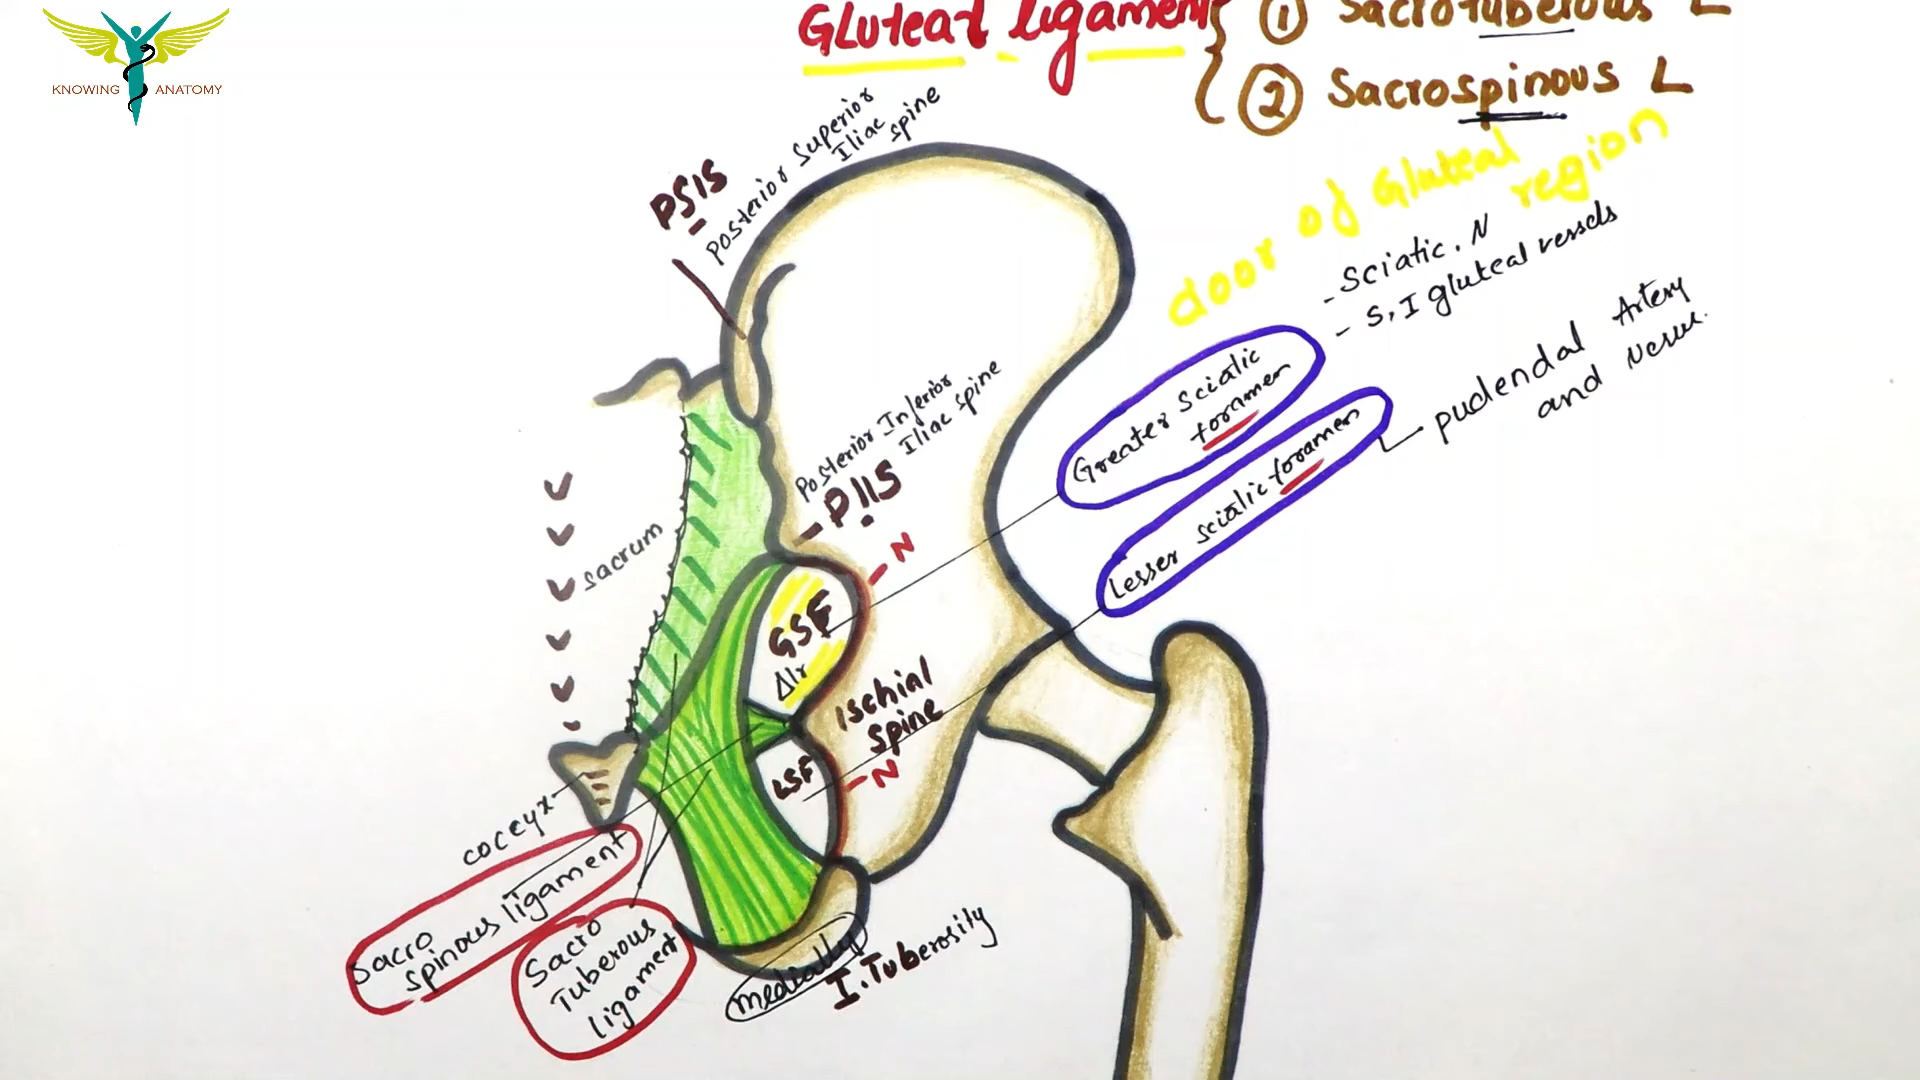 KNOWING ANATOMY
Gluteal ligament
① Sacrotuberous L
② Sacrospinous L
door of Gluteal
region
PSIS
Posterior Superior
Iliac spine
- Sciatic. N
- S, I gluteal vessels
Greater Sciatic
foramen
Lesser sciatic foramen
pudendal Artery
and Nerve.
Posterior Inferior
Iliac spine
- PIIS
N
sacrum
GSF
Ischial
Spine
LSF
N
coccyx
Sacro
spinous ligament
Sacro
Tuberous
ligament
medially
I. Tuberosity